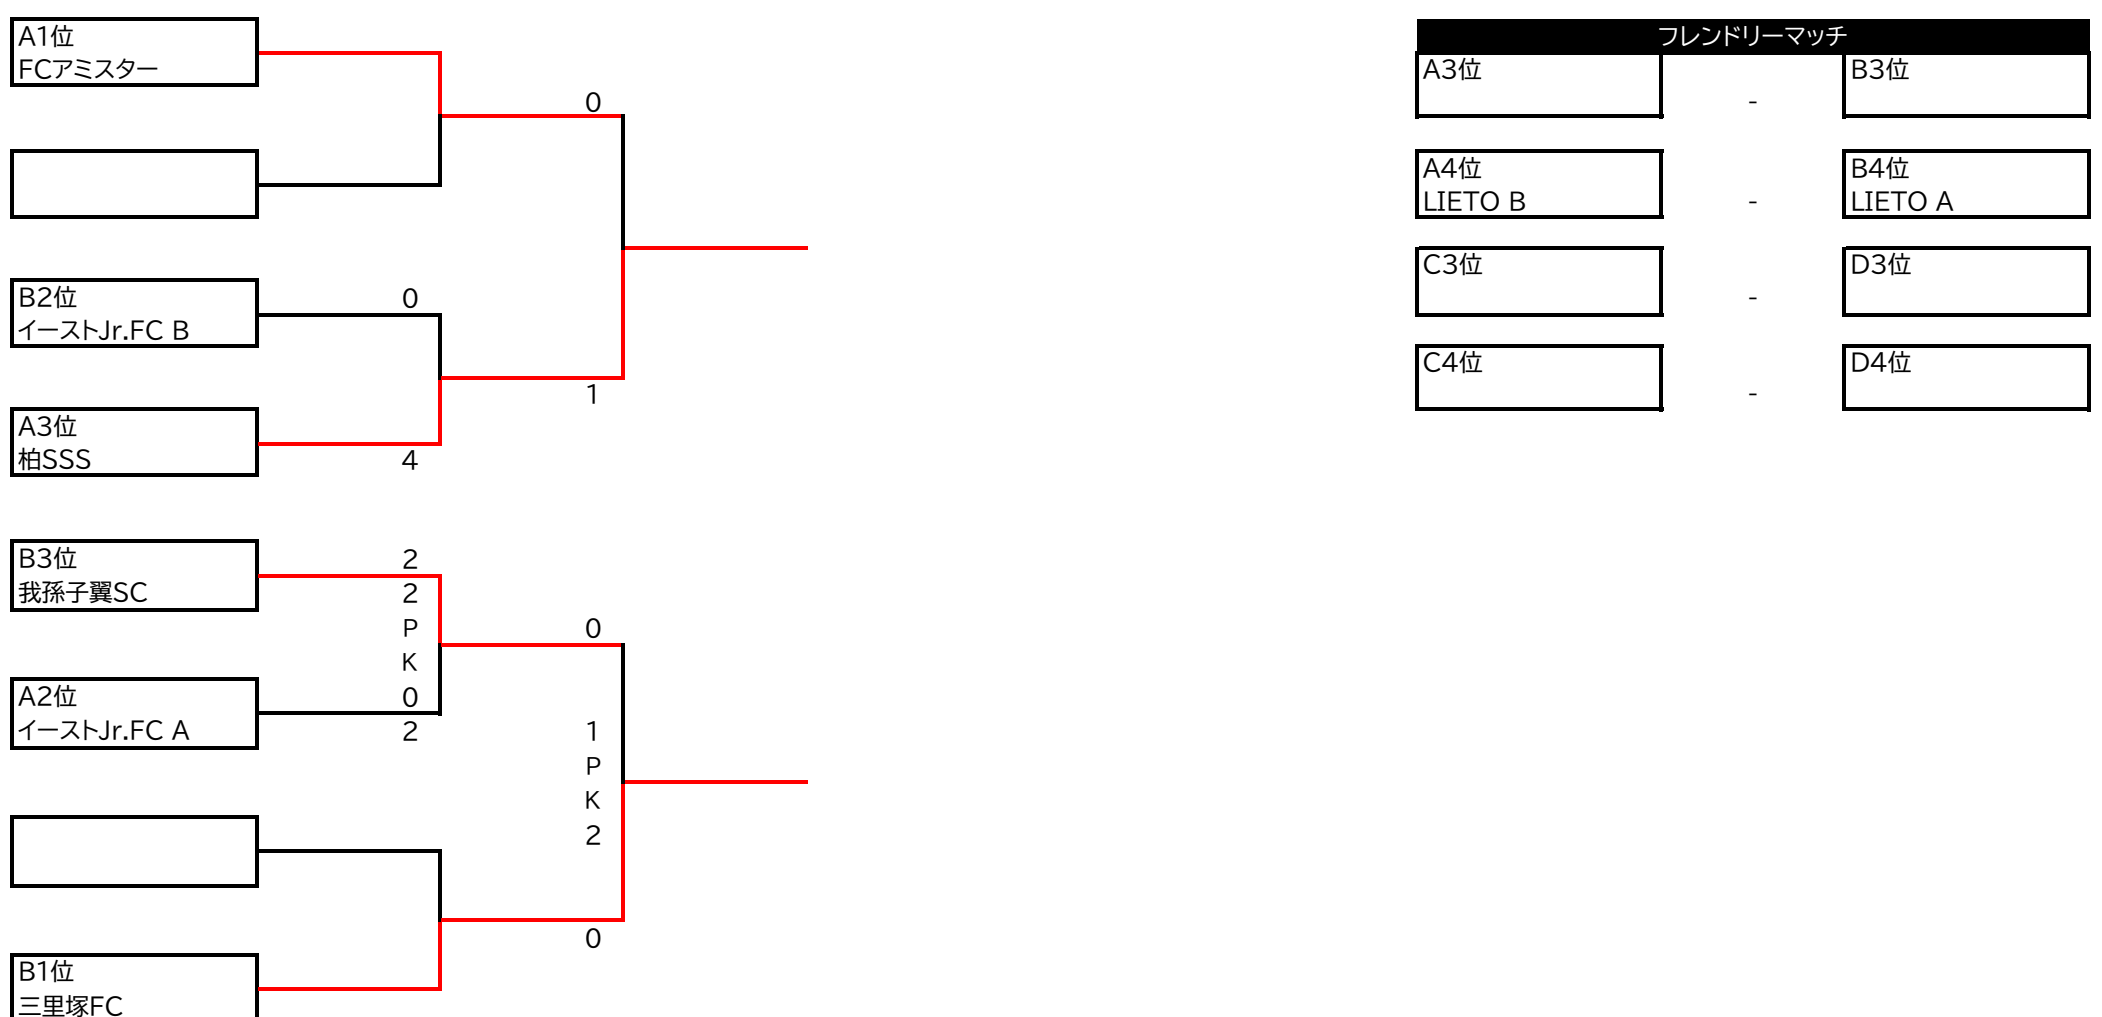 A1位
FCアミスター
0
B2位
イーストJr.FC B
0
A3位
柏SSS
4
1
B3位
我孫子翼SC
2
2
P
K
0
2
A2位
イーストJr.FC A
0
1
P
K
2
0
B1位
三里塚FC
フレンドリーマッチ
A3位
-
B3位
A4位
LIETO B
-
B4位
LIETO A
C3位
-
D3位
C4位
-
D4位